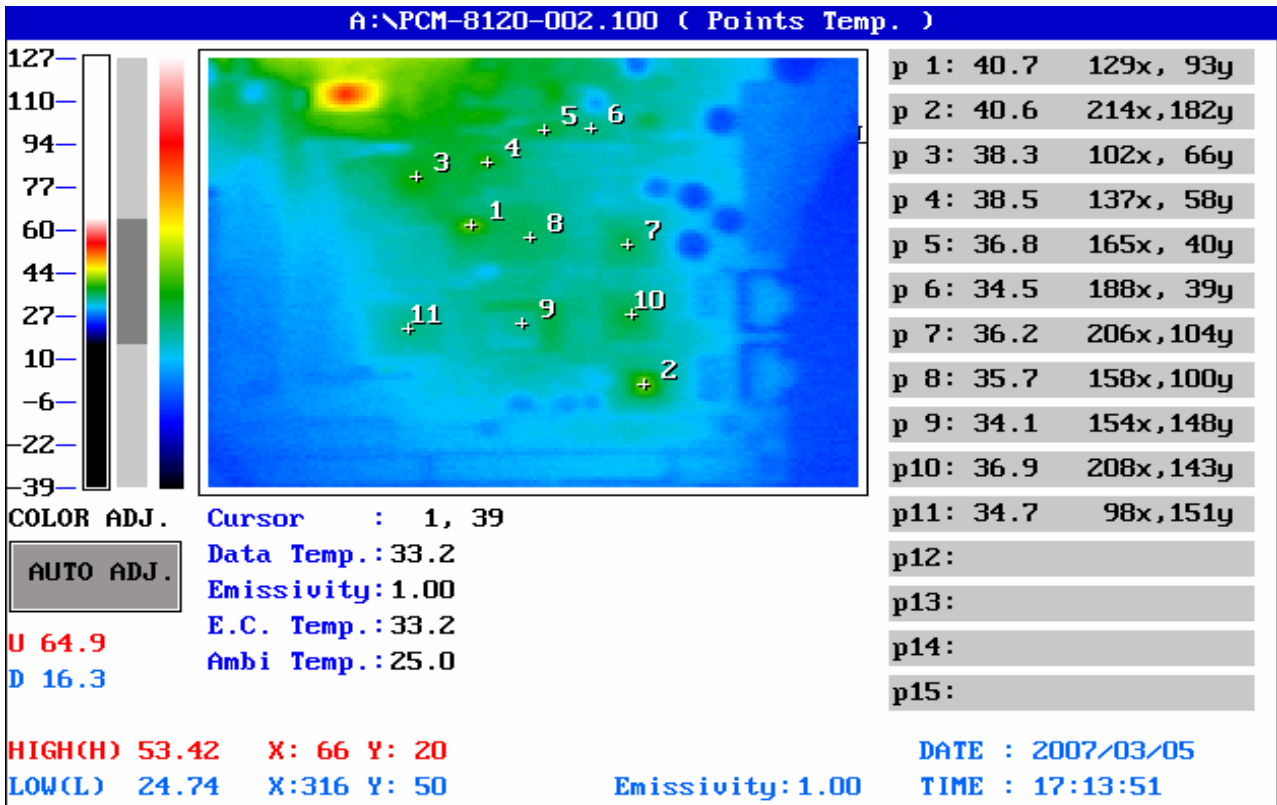 A:\PCM-8120-002.100 ( Points Temp. )
127
110
94
77
60
44
27
10
-6
-22
-39
5 6
4
3
1
8
7
10
9
11
2
p 1: 40.7 129x, 93y
p 2: 40.6 214x,182y
p 3: 38.3 102x, 66y
p 4: 38.5 137x, 58y
p 5: 36.8 165x, 40y
p 6: 34.5 188x, 39y
p 7: 36.2 206x,104y
p 8: 35.7 158x,100y
p 9: 34.1 154x,148y
p10: 36.9 208x,143y
p11: 34.7 98x,151y
p12:
p13:
p14:
p15:
COLOR ADJ.
AUTO ADJ.
U 64.9
D 16.3
Cursor : 1, 39
Data Temp.:33.2
Emissivity:1.00
E.C. Temp.:33.2
Ambi Temp.:25.0
HIGH(H) 53.42 X: 66 Y: 20
LOW(L) 24.74 X:316 Y: 50
Emissivity:1.00
DATE : 2007/03/05
TIME : 17:13:51